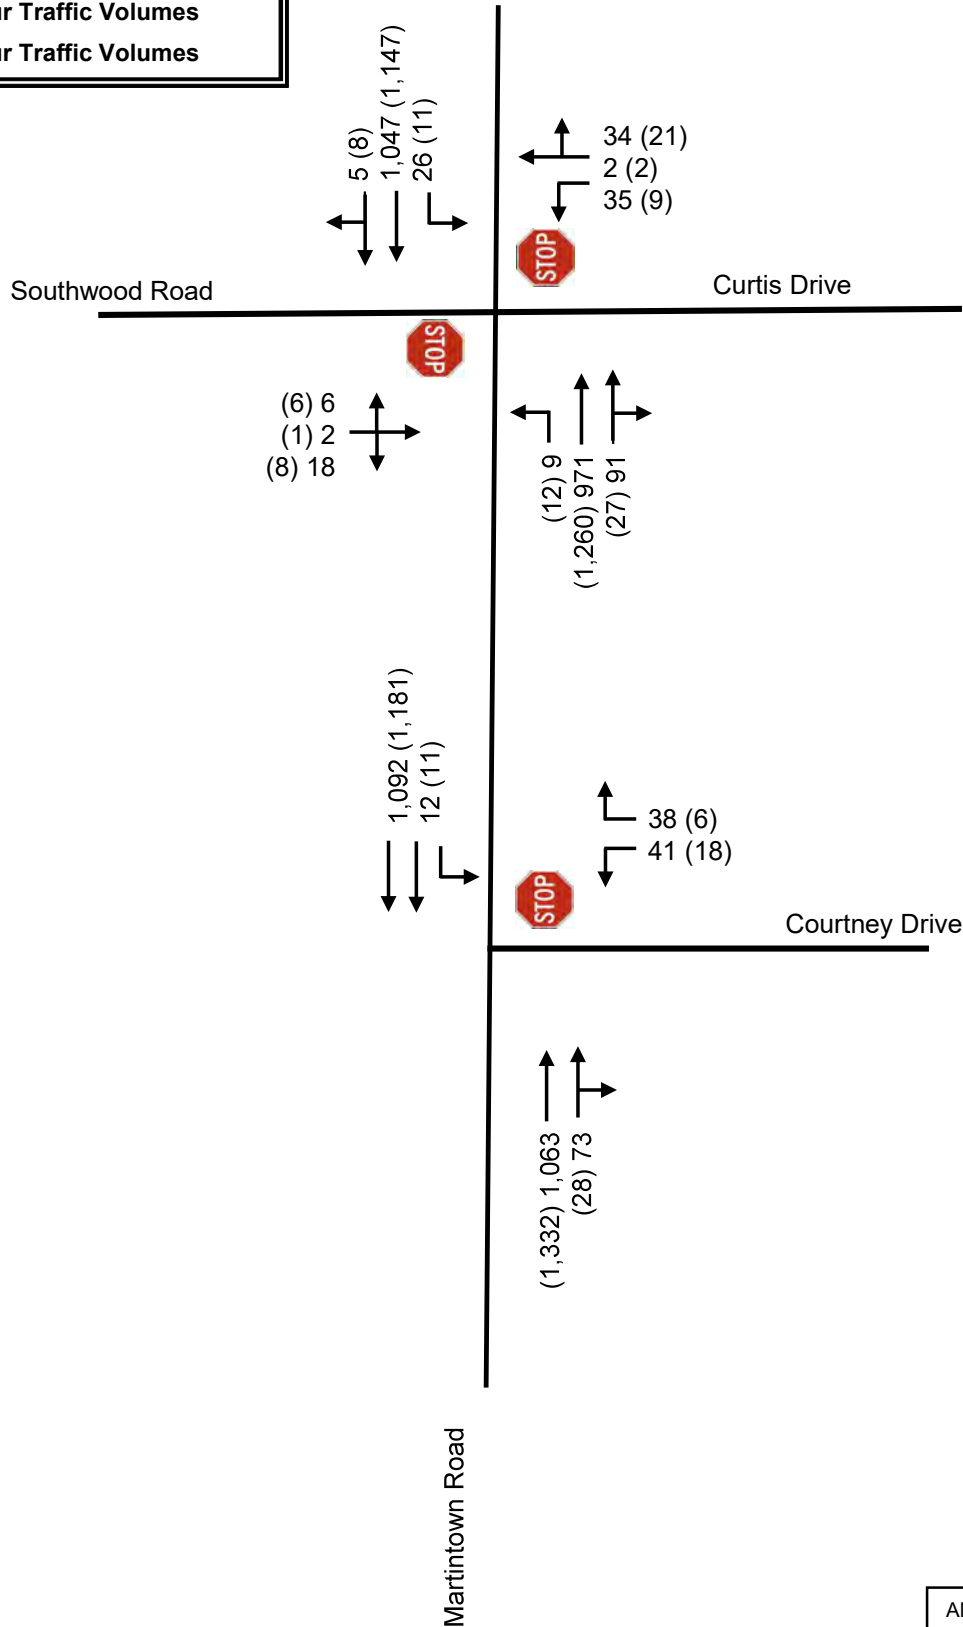 Traffic Volumes
Traffic Volumes
5 (8)
1,047 (1,147)
26 (11)
34 (21)
2 (2)
35 (9)
STOP
Southwood Road
Curtis Drive
STOP
(6) 6
(1) 2
(8) 18
(12) 9
(1,260) 971
(27) 91
1,092 (1,181)
12 (11)
38 (6)
41 (18)
STOP
Courtney Drive
(1,332) 1,063
(28) 73
Martintown Road